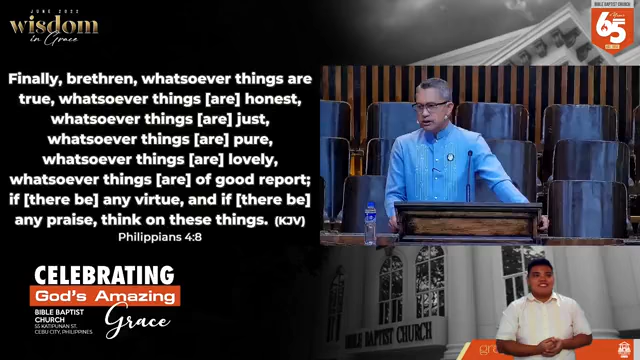 JUNE 2022
wisdom
in Grace
BIBLE BAPTIST CHURCH
65
Finally, brethren, whatsoever things are
true, whatsoever things [are] honest,
whatsoever things [are] just,
whatsoever things [are] pure,
whatsoever things [are] lovely,
whatsoever things [are] of good report;
if [there be] any virtue, and if [there be]
any praise, think on these things. (KJV)
Philippians 4:8
CELEBRATING
God's Amazing
Grace
BIBLE BAPTIST
CHURCH
55 KATIPUNAN ST.
CEBU CITY, PHILIPPINES
BIBLE BAPTIST CHURCH